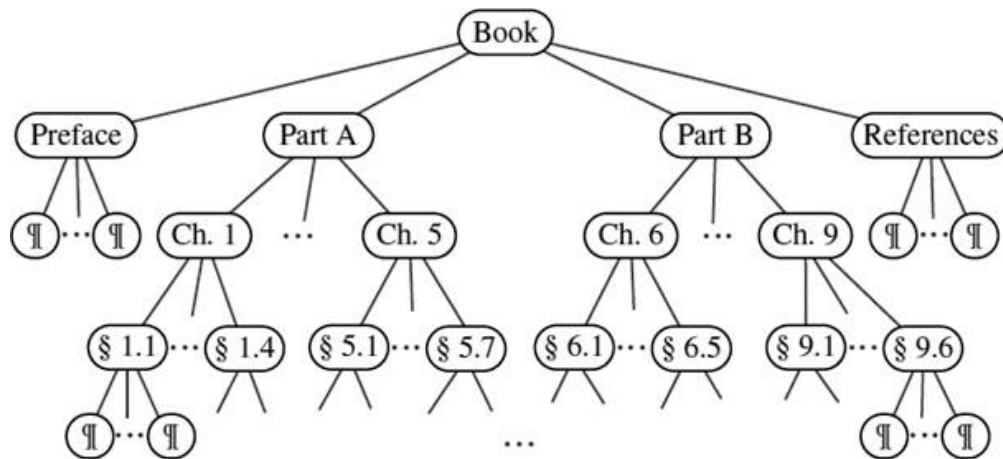 Book
Preface Part A Part B References
¶ ... ¶ Ch. 1 ... Ch. 5 Ch. 6 ... Ch. 9 ¶ ... ¶
§ 1.1 ... § 1.4 § 5.1 ... § 5.7 § 6.1 ... § 6.5 § 9.1 ... § 9.6
¶ ... ¶ ... ¶ ... ¶